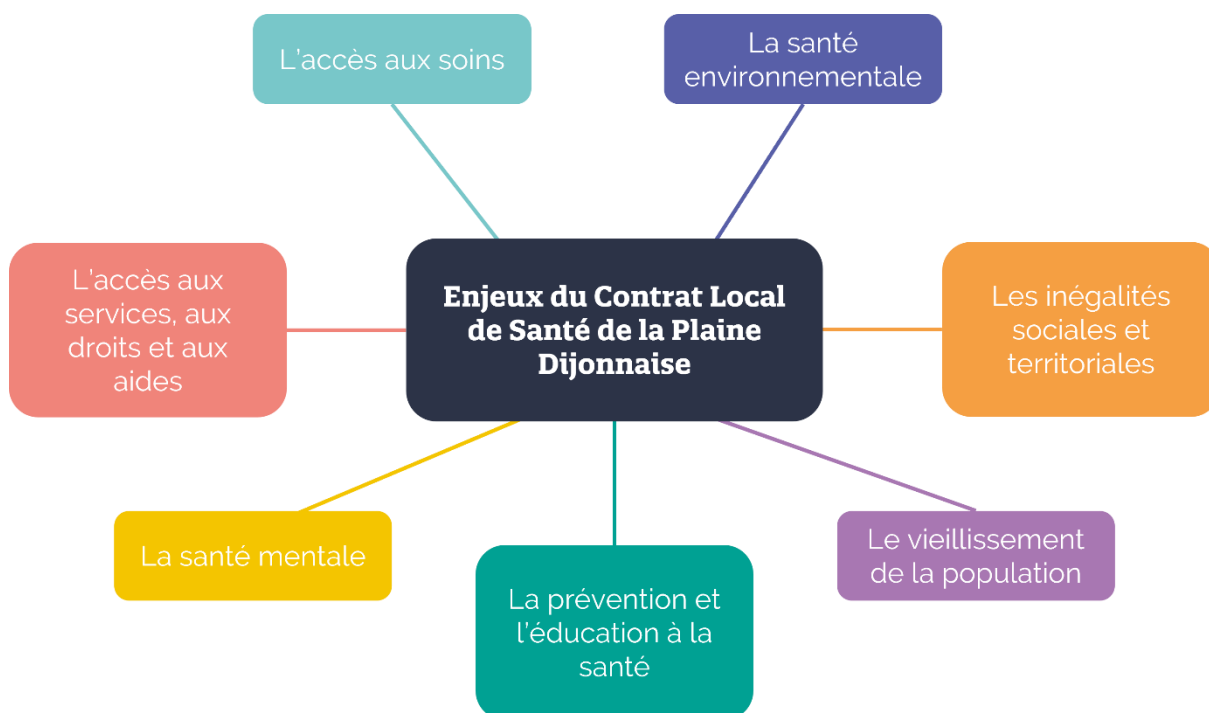 L'accès aux soins
La santé
environnementale
L'accès aux
services, aux
droits et aux
aides
Enjeux du Contrat Local
de Santé de la Plaine
Dijonnaise
Les inégalités
sociales et
territoriales
La santé mentale
La prévention et
l'éducation à la
santé
Le vieillissement
de la population